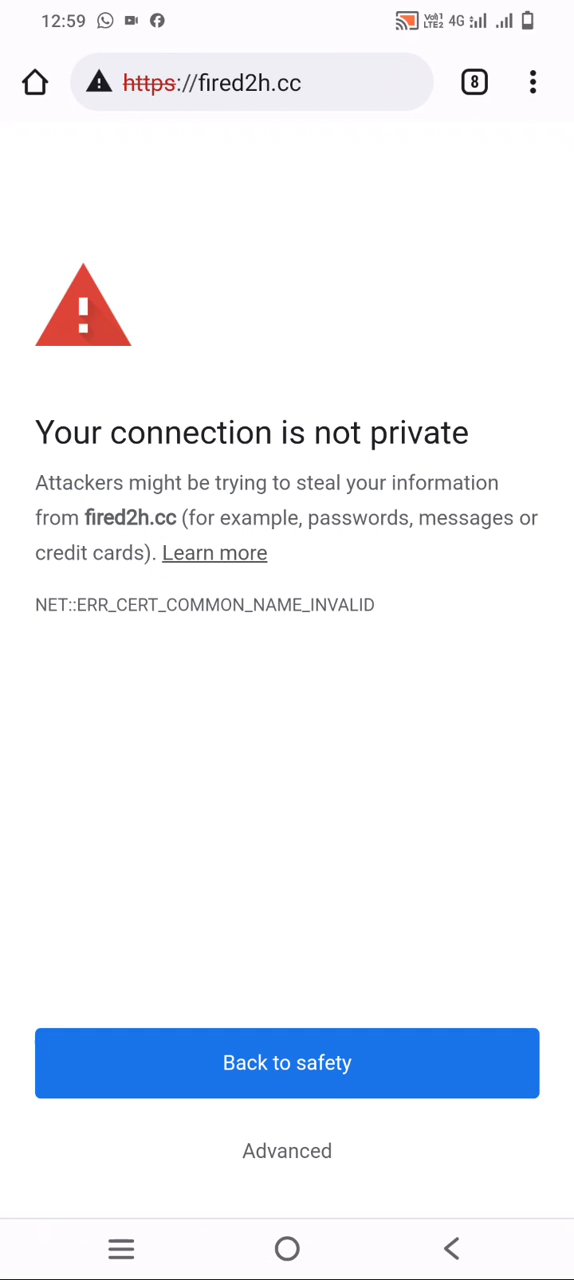 12:59 4G
https://fired2h.cc 8
Your connection is not private
Attackers might be trying to steal your information
from fired2h.cc (for example, passwords, messages or
credit cards). Learn more
NET::ERR_CERT_COMMON_NAME_INVALID
Back to safety
Advanced